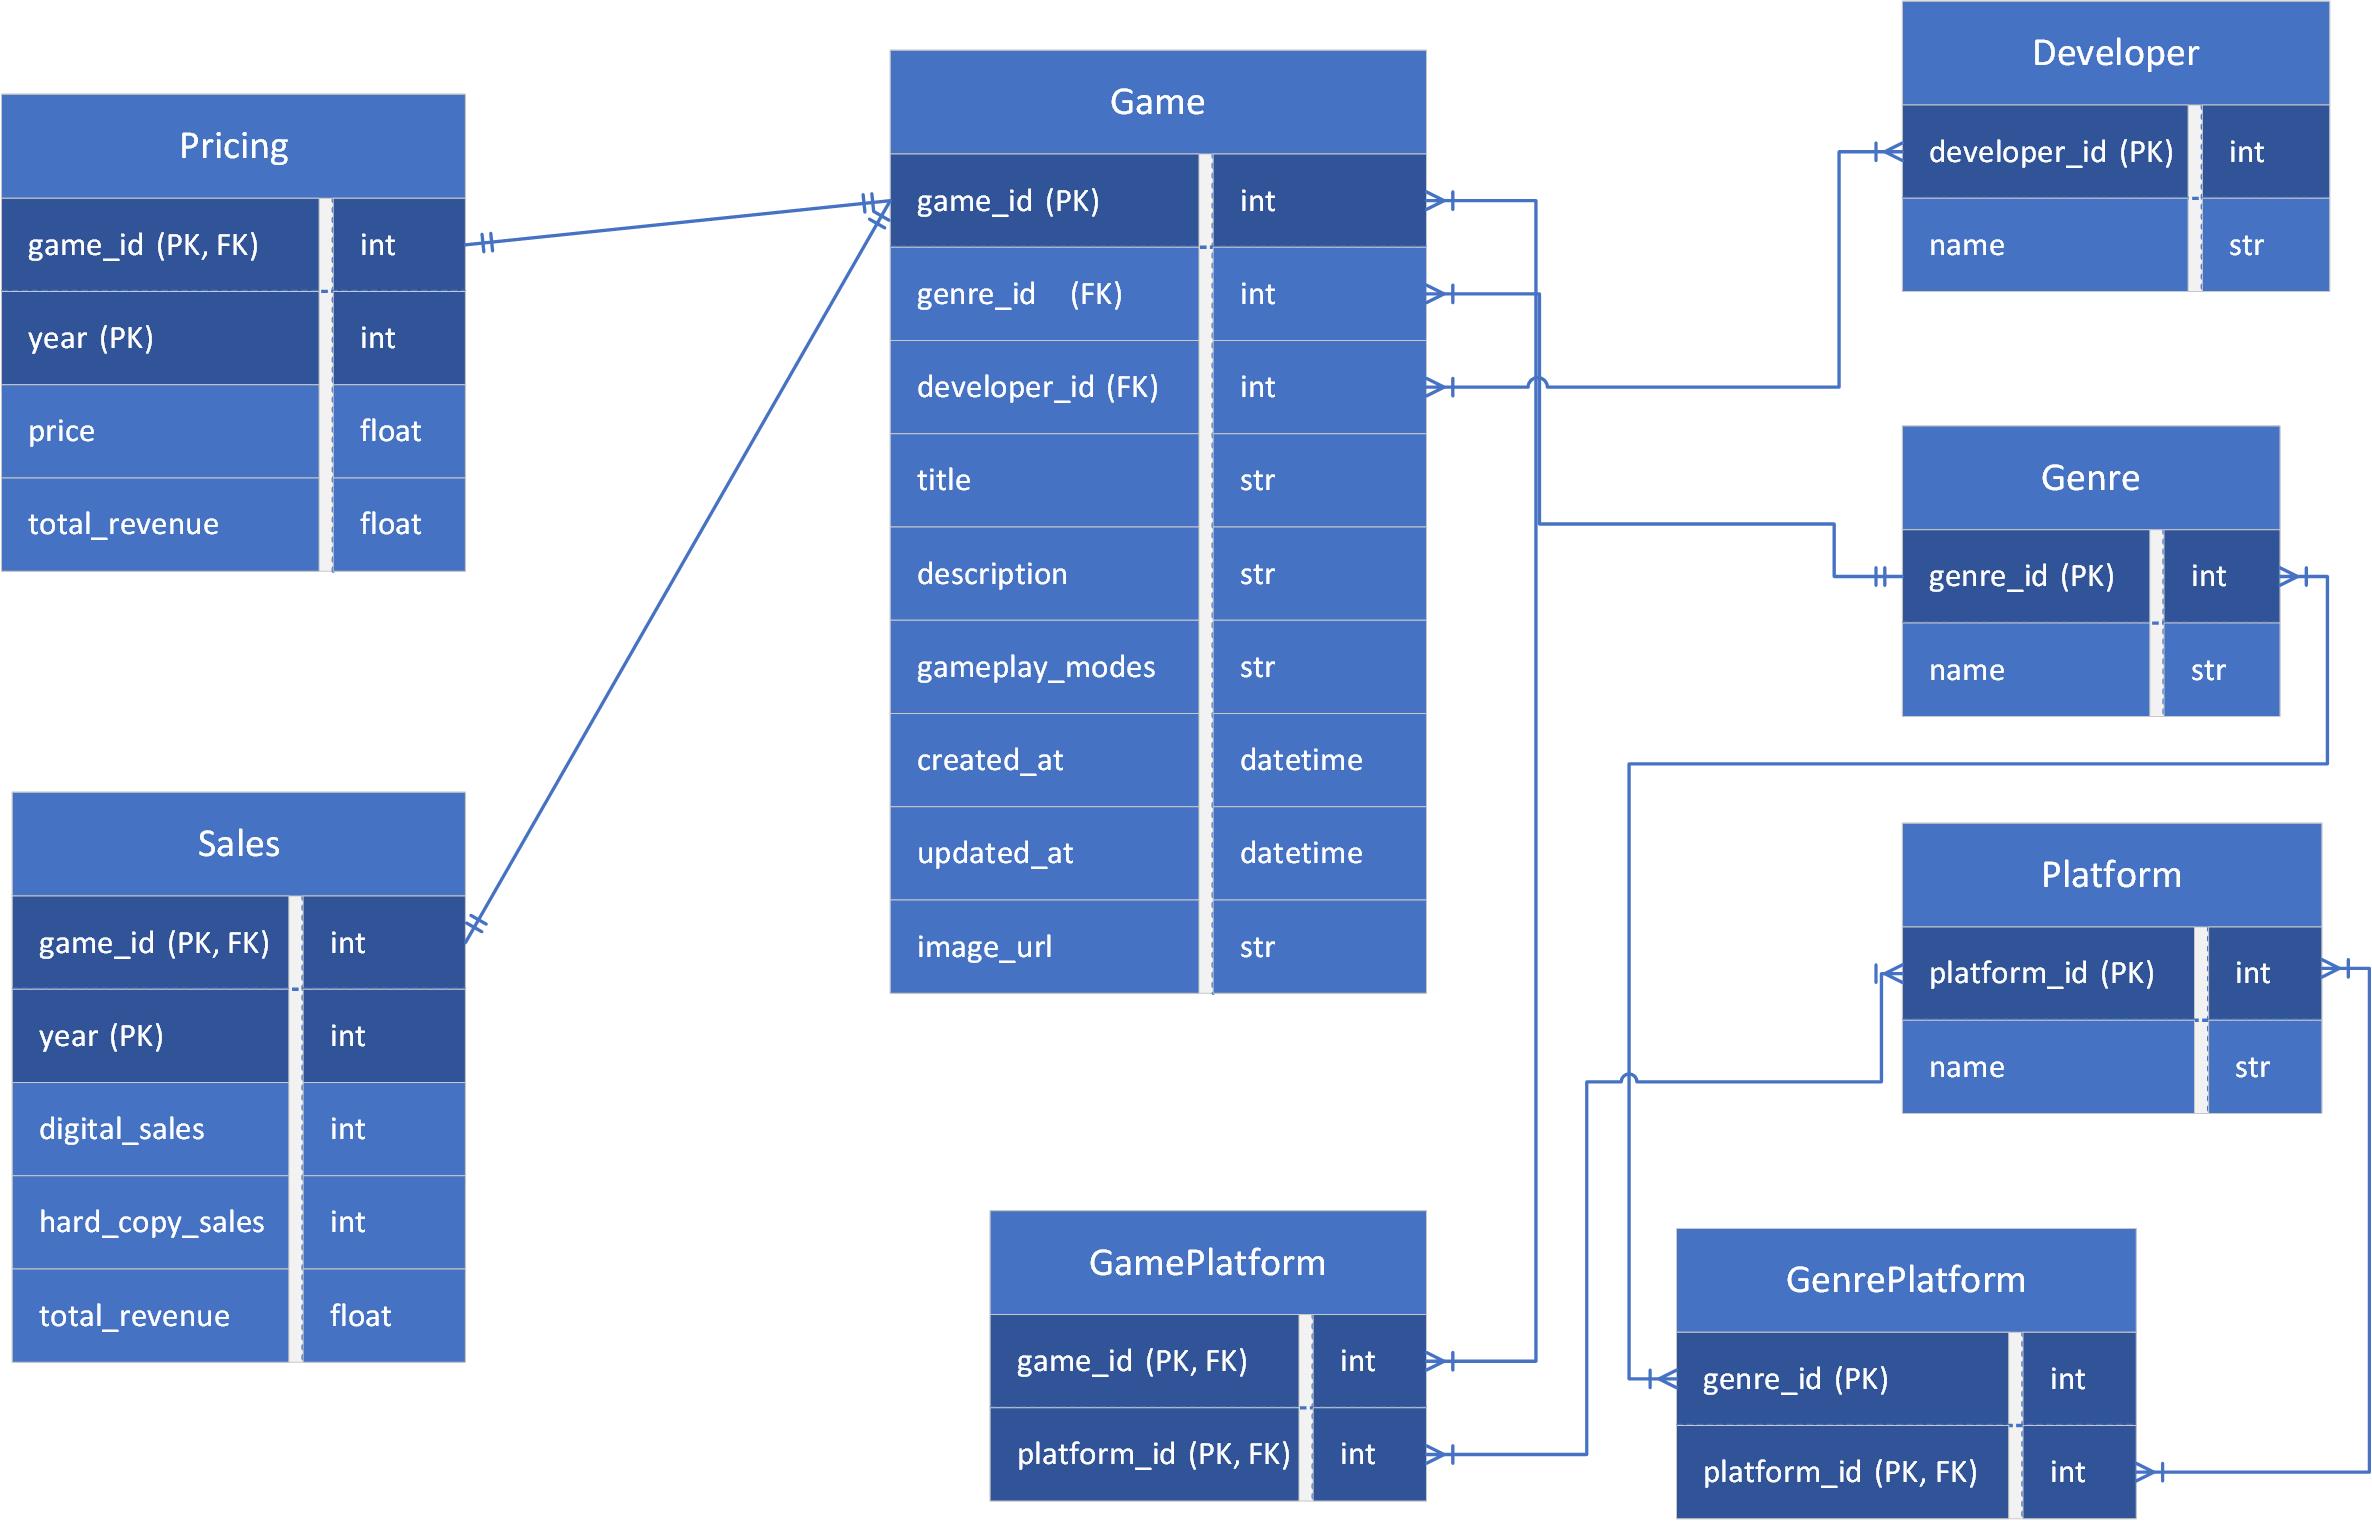 Pricing
game_id (PK, FK) int
year (PK) int
price float
total_revenue float
Sales
game_id (PK, FK) int
year (PK) int
digital_sales int
hard_copy_sales int
total_revenue float
Game
game_id (PK) int
genre_id (FK) int
developer_id (FK) int
title str
description str
gameplay_modes str
created_at datetime
updated_at datetime
image_url str
GamePlatform
game_id (PK, FK) int
platform_id (PK, FK) int
Developer
developer_id (PK) int
name str
Genre
genre_id (PK) int
name str
Platform
platform_id (PK) int
name str
GenrePlatform
genre_id (PK) int
platform_id (PK, FK) int